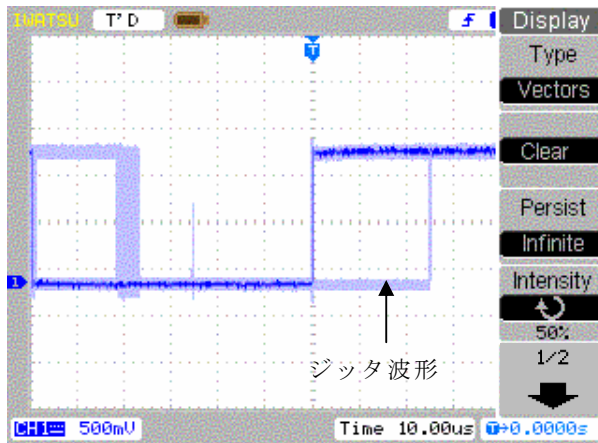 IWATSU T'D Display
T
Type
Vectors
Clear
Persist
Infinite
1
Intensity
50%
ジッタ波形
1/2
CH1 500mV Time 10.00us T→0.0000s